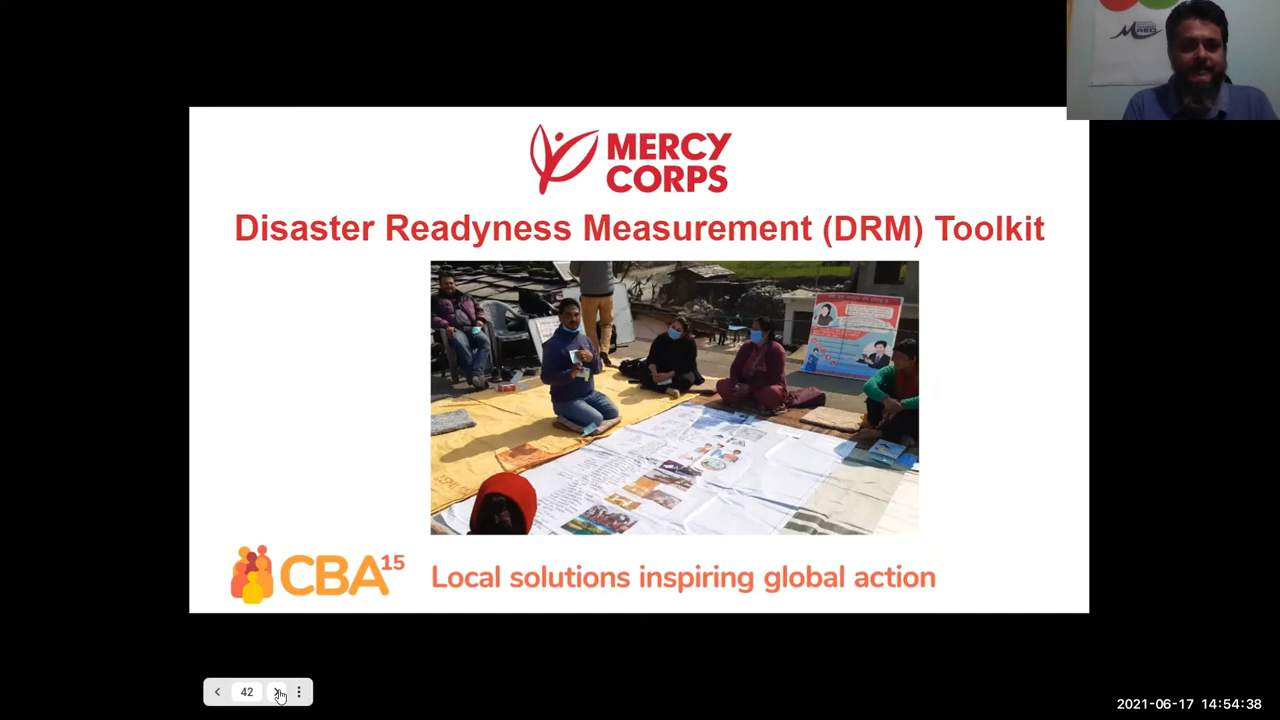 MERCY
CORPS
Disaster Readyness Measurement (DRM) Toolkit
CBA15
Local solutions inspiring global action
42
2021-06-17 14:54:38